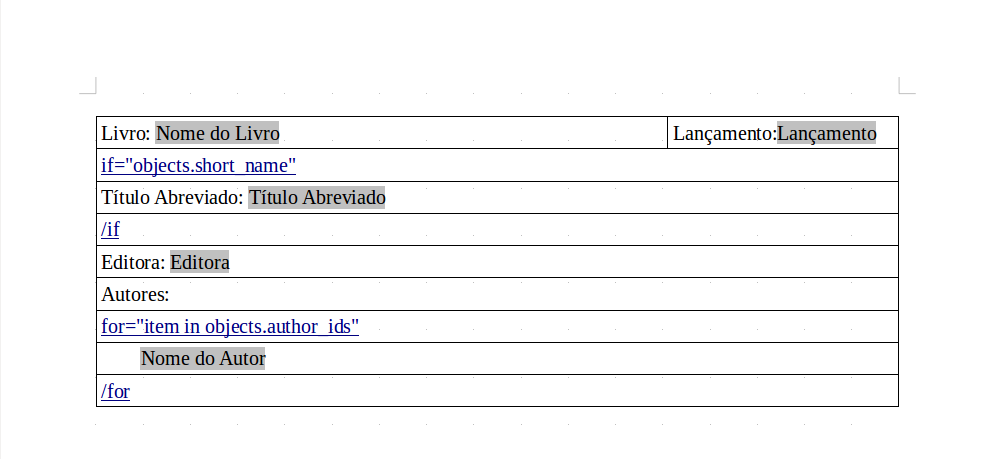 Livro: Nome do Livro Lançamento:Lançamento
if="objects.short_name"
Título Abreviado: Título Abreviado
/if
Editora: Editora
Autores:
for="item in objects.author_ids"
Nome do Autor
/for